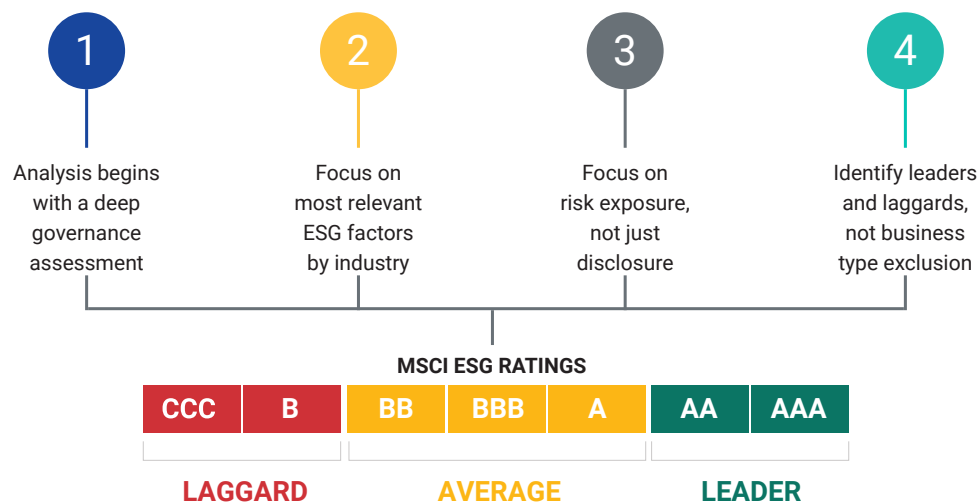 1
2
3
4
Analysis begins
with a deep
governance
assessment
Focus on
most relevant
ESG factors
by industry
Focus on
risk exposure,
not just
disclosure
Identify leaders
and laggards,
not business
type exclusion
MSCI ESG RATINGS
CCC B BB BBB A AA AAA
LAGGARD AVERAGE LEADER